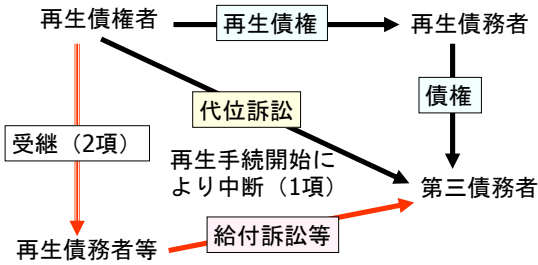 再生債権者
再生債権
再生債務者
債権
代位訴訟
受継（2項）
再生手続開始に
より中断（1項）
第三債務者
給付訴訟等
再生債務者等